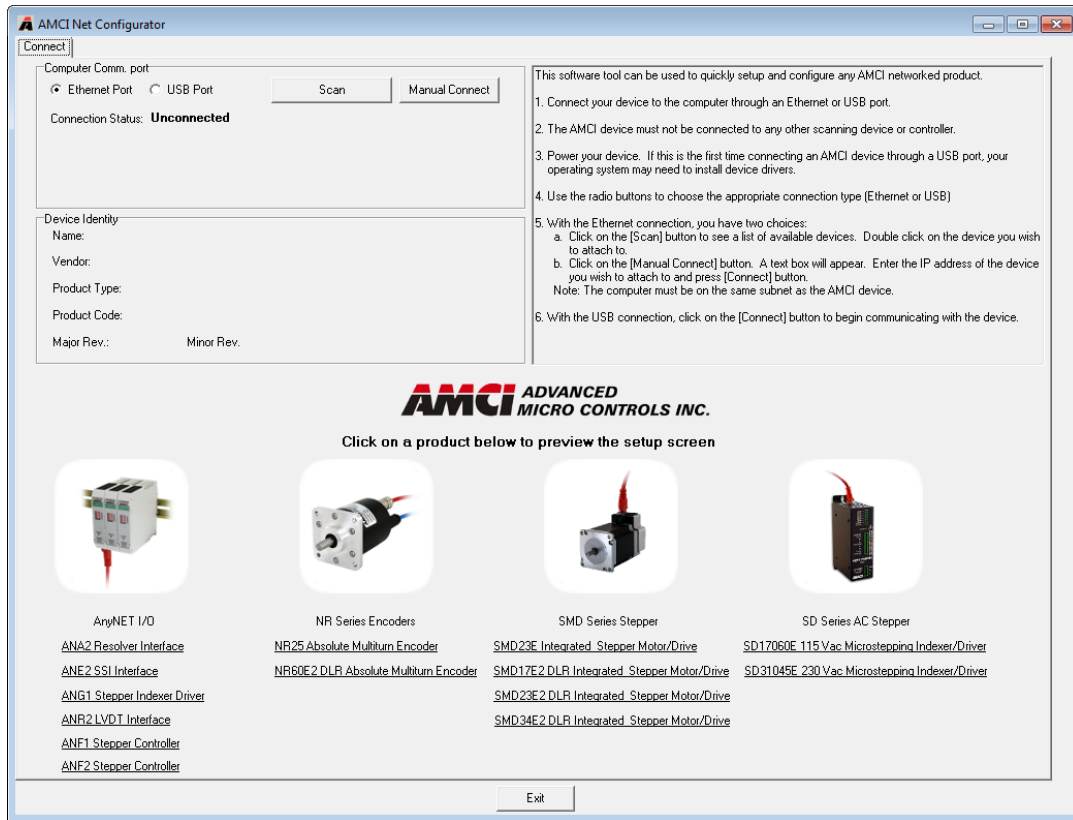 AMCI Net Configurator
Connect
Computer Comm. port
Ethernet Port USB Port Scan Manual Connect
Connection Status: Unconnected
Device Identity
Name:
Vendor:
Product Type:
Product Code:
Major Rev.: Minor Rev.
This software tool can be used to quickly setup and configure any AMCI networked product.
1. Connect your device to the computer through an Ethernet or USB port.
2. The AMCI device must not be connected to any other scanning device or controller.
3. Power your device. If this is the first time connecting an AMCI device through a USB port, your
operating system may need to install device drivers.
4. Use the radio buttons to choose the appropriate connection type (Ethernet or USB)
5. With the Ethernet connection, you have two choices:
a. Click on the [Scan] button to see a list of available devices. Double click on the device you wish
to attach to.
b. Click on the [Manual Connect] button. A text box will appear. Enter the IP address of the device
you wish to attach to and press [Connect] button.
Note: The computer must be on the same subnet as the AMCI device.
6. With the USB connection, click on the [Connect] button to begin communicating with the device.
AMCI ADVANCED
MICRO CONTROLS INC.
Click on a product below to preview the setup screen
AnyNET I/O
ANA2 Resolver Interface
ANE2 SSI Interface
ANG1 Stepper Indexer Driver
ANR2 LVDT Interface
ANF1 Stepper Controller
ANF2 Stepper Controller
NR Series Encoders
NR25 Absolute Multiturn Encoder
NR60E2 DLR Absolute Multiturn Encoder
SMD Series Stepper
SMD23E Integrated Stepper Motor/Drive
SMD17E2 DLR Integrated Stepper Motor/Drive
SMD23E2 DLR Integrated Stepper Motor/Drive
SMD34E2 DLR Integrated Stepper Motor/Drive
AMCI
SD Series AC Stepper
SD17060E 115 Vac Microstepping Indexer/Driver
SD31045E 230 Vac Microstepping Indexer/Driver
Exit